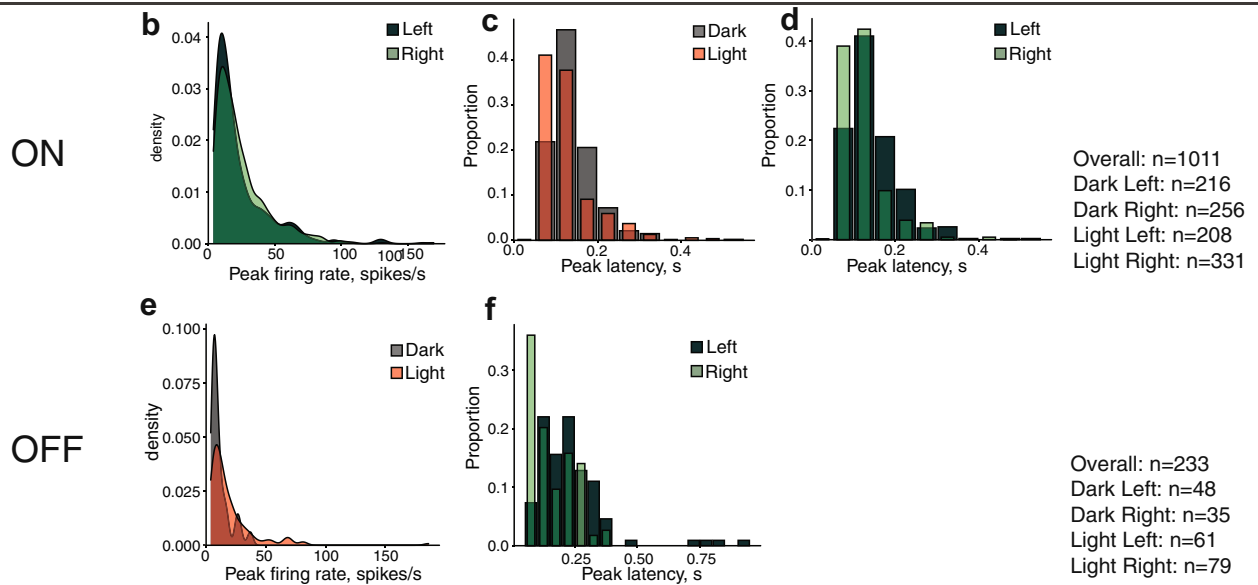 ON
b
Left
Right
density
0.04
0.03
0.02
0.01
0.00
0
50
100
100
150
Peak firing rate, spikes/s
c
Dark
Light
Proportion
0.4
0.3
0.2
0.1
0.0
0.0
0.2
0.4
Peak latency, s
d
Left
Right
Proportion
0.4
0.3
0.2
0.1
0.0
0.2
0.4
Peak latency, s
Overall: n=1011
Dark Left: n=216
Dark Right: n=256
Light Left: n=208
Light Right: n=331
OFF
e
Dark
Light
density
0.100
0.075
0.050
0.025
0.000
0
50
100
150
Peak firing rate, spikes/s
f
Left
Right
Proportion
0.3
0.2
0.1
0.0
0.25
0.50
0.75
Peak latency, s
Overall: n=233
Dark Left: n=48
Dark Right: n=35
Light Left: n=61
Light Right: n=79